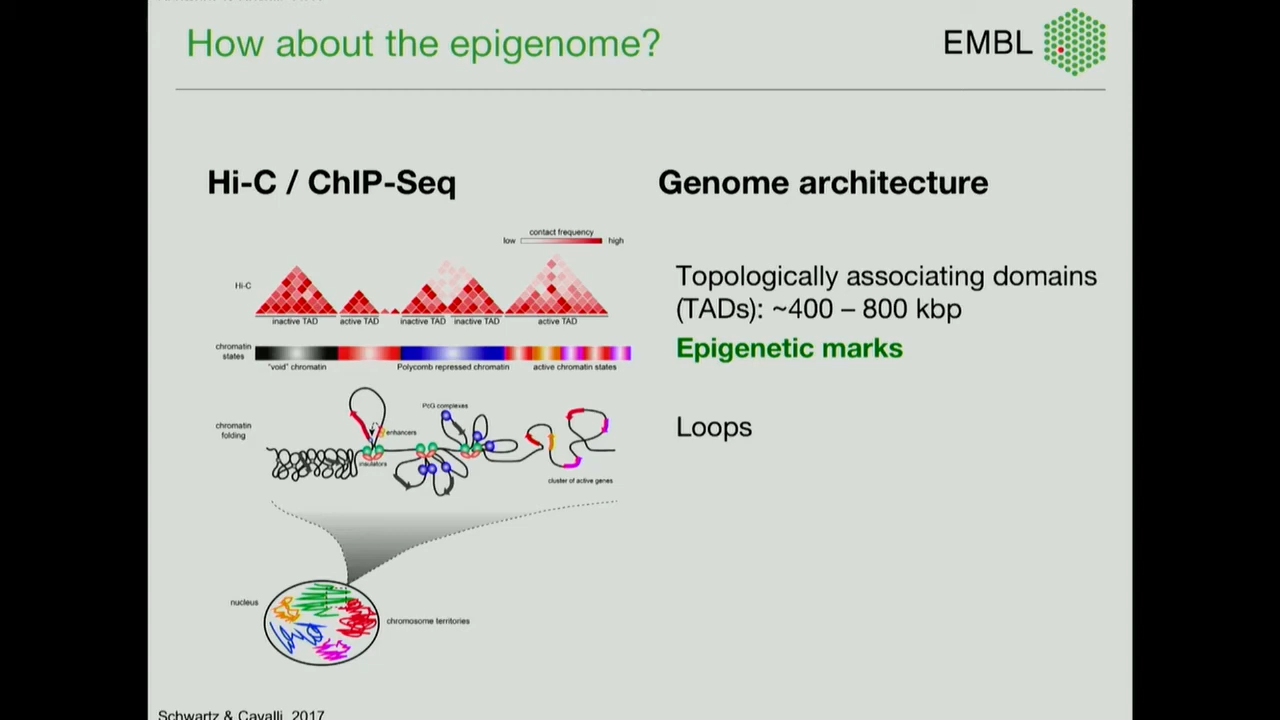 How about the epigenome?
EMBL
Hi-C / ChIP-Seq
Genome architecture
contact frequency
low
high
Hi-C
inactive TAD
active TAD
inactive TAD
inactive TAD
active TAD
chromatin
states
"void" chromatin
Polycomb repressed chromatin
active chromatin states
chromatin
folding
PcG complexes
enhancers
insulators
cluster of active genes
nucleus
chromosome territories
Topologically associating domains
(TADs): ~400 – 800 kbp
Epigenetic marks
Loops
Schwartz & Cavalli, 2017